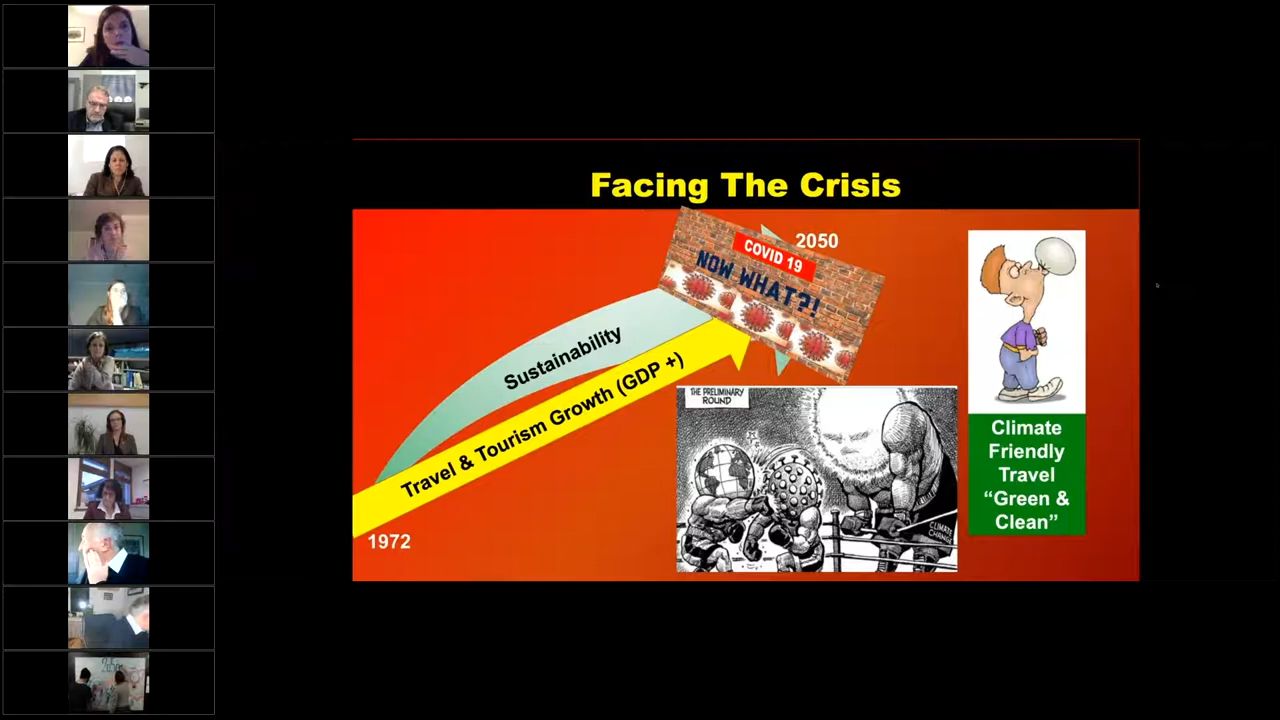 Facing The Crisis
2050
COVID 19
NOW WHAT?!
Sustainability
Travel & Tourism Growth (GDP +)
1972
THE PRELIMINARY
ROUND
CLIMATE
CHANGE
Climate
Friendly
Travel
“Green &
Clean”